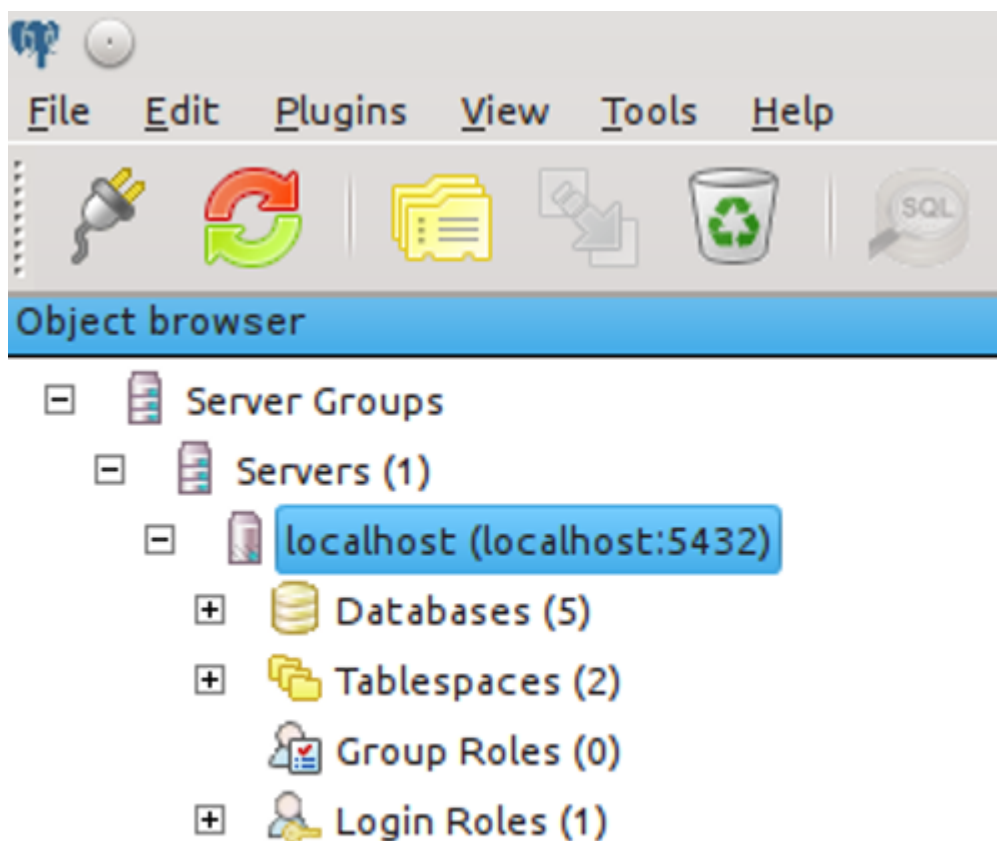 File Edit Plugins View Tools Help
SQL
Object browser
Server Groups
Servers (1)
localhost (localhost:5432)
Databases (5)
Tablespaces (2)
Group Roles (0)
Login Roles (1)